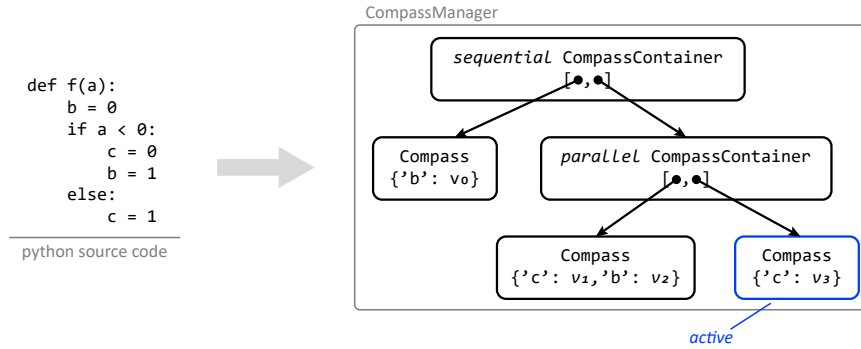 CompassManager
def f(a):
    b = 0
    if a < 0:
        c = 0
        b = 1
    else:
        c = 1
python source code
sequential CompassContainer
[•,•]
Compass
{’b’: v₀}
parallel CompassContainer
[•,•]
Compass
{’c’: v₁,’b’: v₂}
Compass
{’c’: v₃}
active